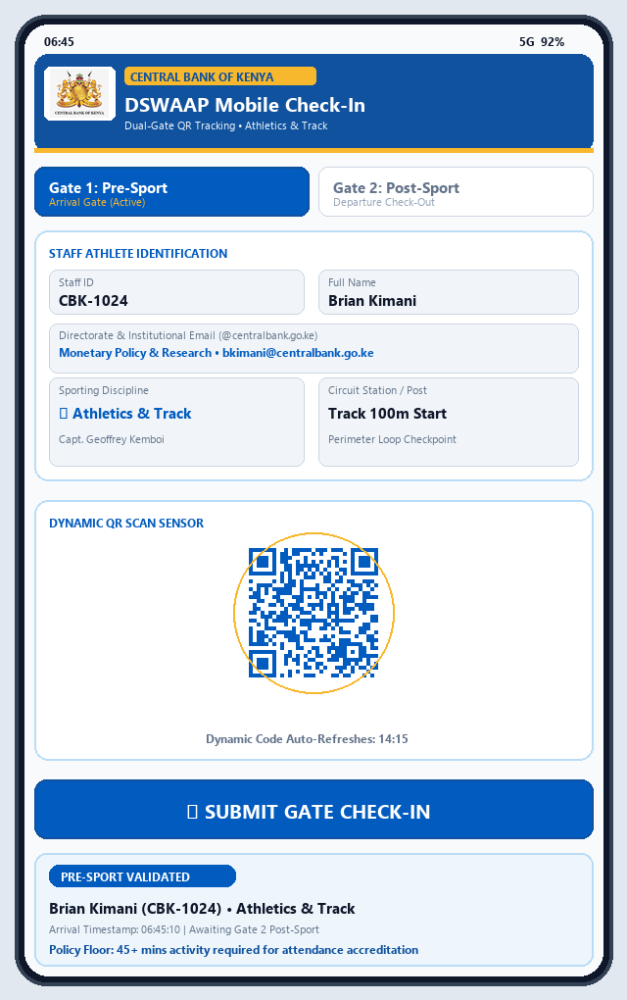 06:45
5G 92%
CENTRAL BANK OF KENYA
CENTRAL BANK OF KENYA
DSWAAP Mobile Check-In
Dual-Gate QR Tracking • Athletics & Track
Gate 1: Pre-Sport
Arrival Gate (Active)
Gate 2: Post-Sport
Departure Check-Out
STAFF ATHLETE IDENTIFICATION
Staff ID
CBK-1024
Full Name
Brian Kimani
Directorate & Institutional Email (@centralbank.go.ke)
Monetary Policy & Research • bkimani@centralbank.go.ke
Sporting Discipline
Athletics & Track
Capt. Geoffrey Kemboi
Circuit Station / Post
Track 100m Start
Perimeter Loop Checkpoint
DYNAMIC QR SCAN SENSOR
Dynamic Code Auto-Refreshes: 14:15
SUBMIT GATE CHECK-IN
PRE-SPORT VALIDATED
Brian Kimani (CBK-1024) • Athletics & Track
Arrival Timestamp: 06:45:10 | Awaiting Gate 2 Post-Sport
Policy Floor: 45+ mins activity required for attendance accreditation